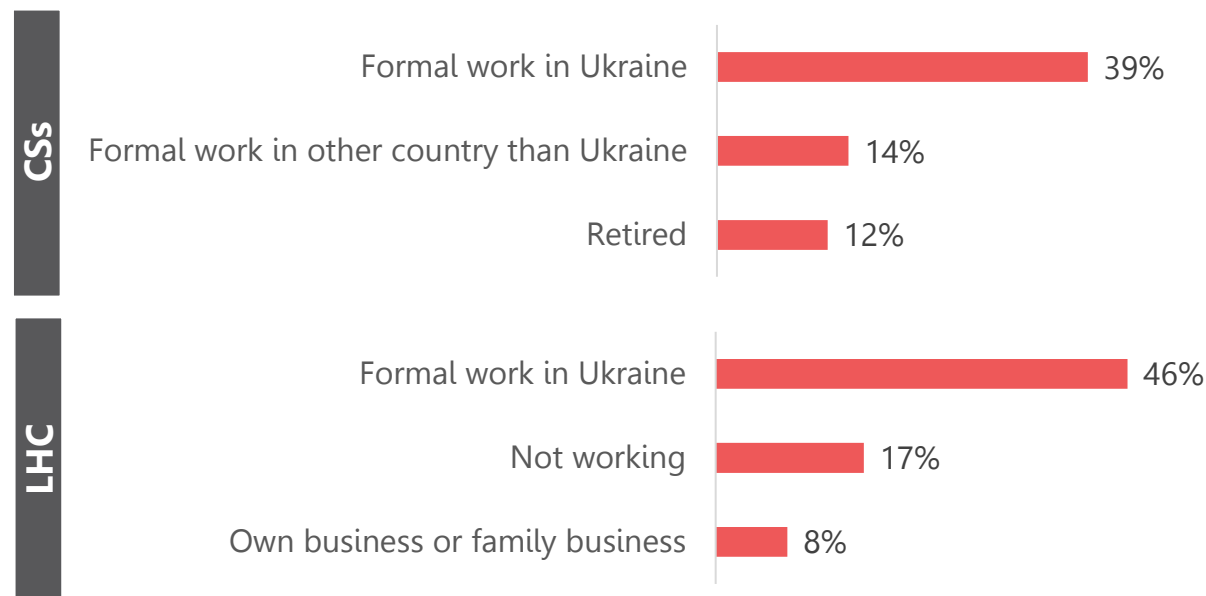 CSs
Formal work in Ukraine 39%
Formal work in other country than Ukraine 14%
Retired 12%
LHC
Formal work in Ukraine 46%
Not working 17%
Own business or family business 8%